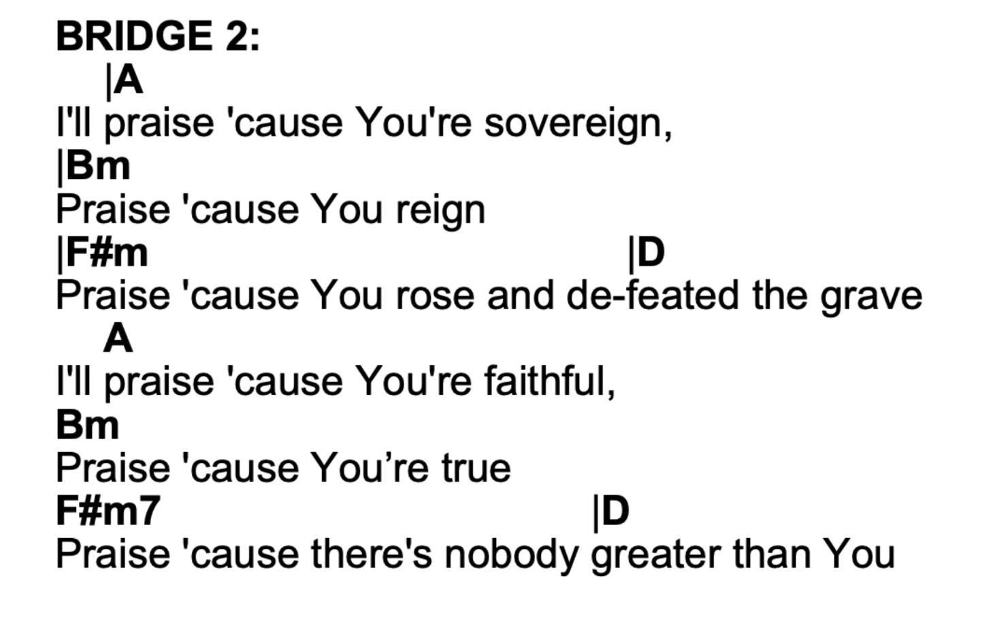 BRIDGE 2:
|A
I'll praise 'cause You're sovereign,
|Bm
Praise 'cause You reign
|F#m |D
Praise 'cause You rose and de-feated the grave
A
I'll praise 'cause You're faithful,
Bm
Praise 'cause You’re true
F#m7 |D
Praise 'cause there's nobody greater than You